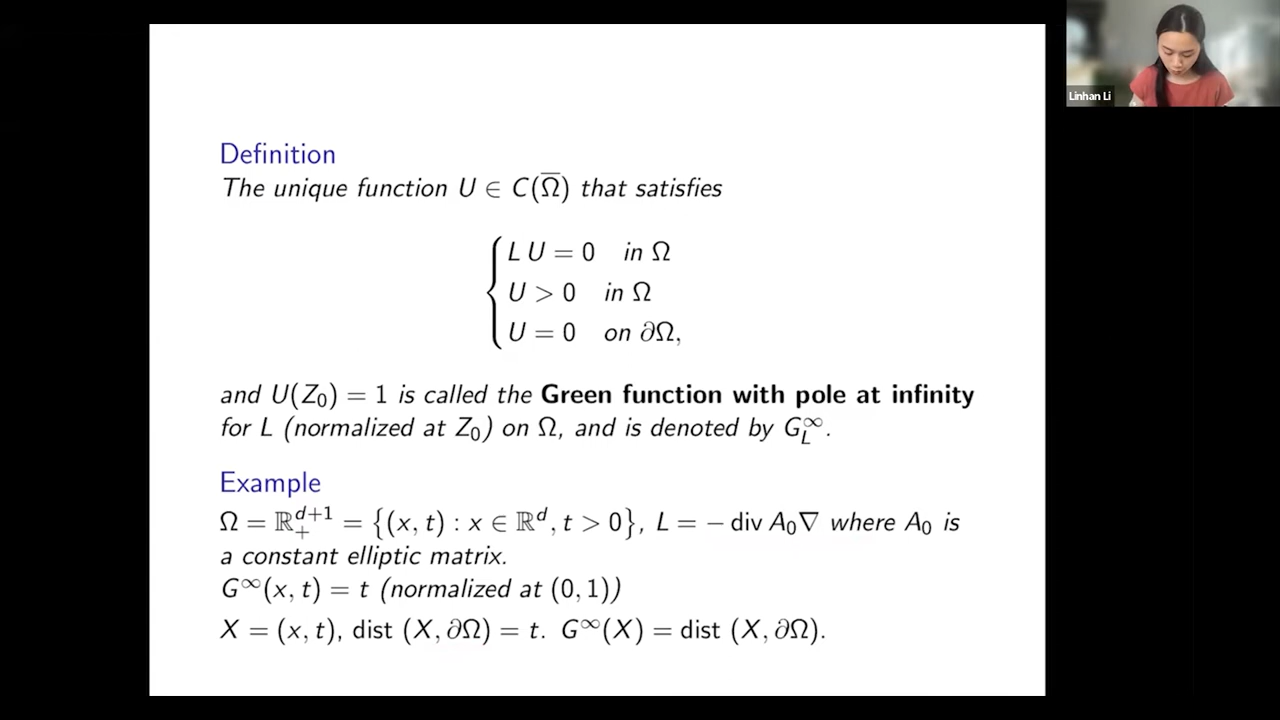 Linhan Li
Definition
The unique function U ∈ C(Ω̅) that satisfies
L U = 0 in Ω
U > 0 in Ω
U = 0 on ∂Ω,
and U(Z₀) = 1 is called the Green function with pole at infinity
for L (normalized at Z₀) on Ω, and is denoted by G_L^∞.
Example
Ω = ℝ₊^{d+1} = {(x, t) : x ∈ ℝ^d, t > 0}, L = − div A₀∇ where A₀ is
a constant elliptic matrix.
G^∞(x, t) = t (normalized at (0, 1))
X = (x, t), dist (X, ∂Ω) = t. G^∞(X) = dist (X, ∂Ω).